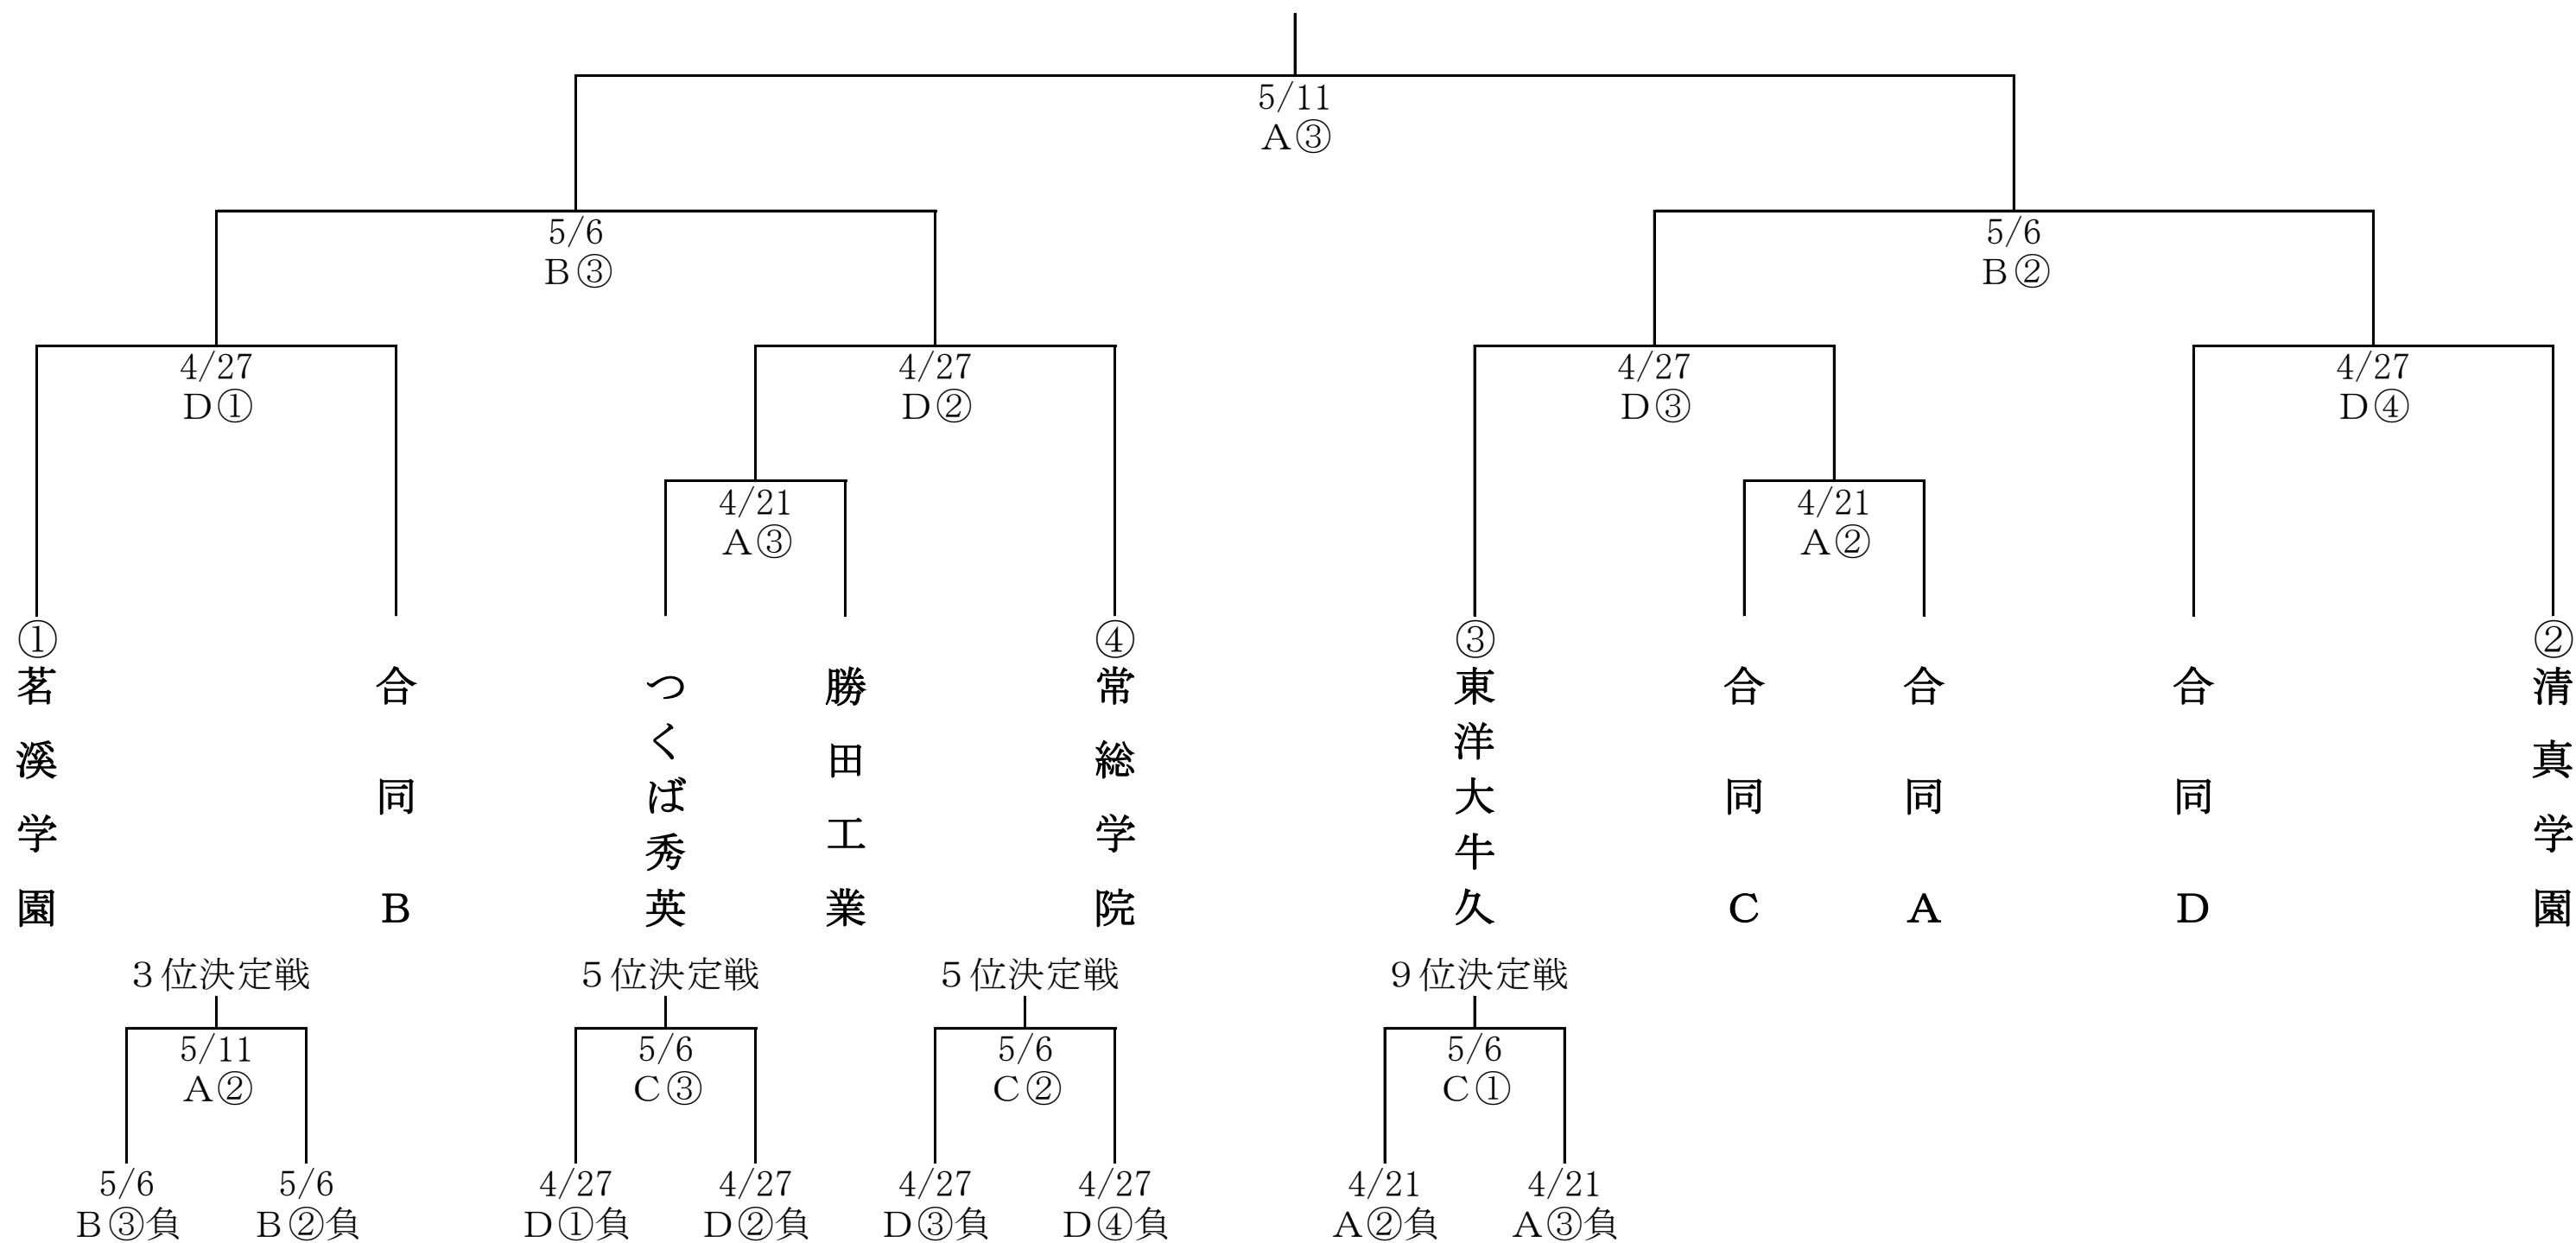 5/11
Ａ③
5/6
Ｂ③
5/6
Ｂ②
4/27
Ｄ①
4/27
Ｄ②
4/27
Ｄ③
4/27
Ｄ④
4/21
Ａ③
4/21
Ａ②
①茗溪学園
合同Ｂ
つくば秀英
勝田工業
④常総学院
③東洋大牛久
合同Ｃ
合同Ａ
合同Ｄ
②清真学園
３位決定戦
5/11
Ａ②
5/6
Ｂ③負
5/6
Ｂ②負
５位決定戦
5/6
Ｃ③
4/27
Ｄ①負
4/27
Ｄ②負
５位決定戦
5/6
Ｃ②
4/27
Ｄ③負
4/27
Ｄ④負
９位決定戦
5/6
Ｃ①
4/21
Ａ②負
4/21
Ａ③負